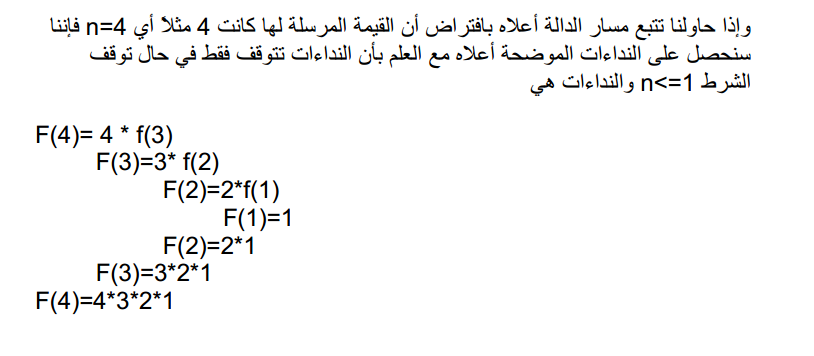 وإذا حاولنا تتبع مسار الدالة أعلاه بافتراض أن القيمة المرسلة لها كانت 4 مثلاً أي n=4 فإننا
سنحصل على النداءات الموضحة أعلاه مع العلم بأن النداءات تتوقف فقط في حال توقف
الشرط n<=1 والنداءات هي
F(4)= 4 * f(3)
F(3)=3* f(2)
F(2)=2*f(1)
F(1)=1
F(2)=2*1
F(3)=3*2*1
F(4)=4*3*2*1